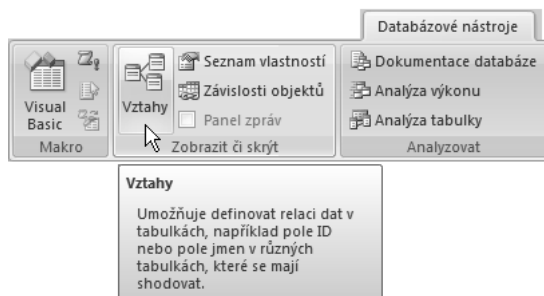 Databázové nástroje
Visual
Basic
Makro
Vztahy
Seznam vlastností
Závislosti objektů
Panel zpráv
Zobrazit či skrýt
Dokumentace databáze
Analýza výkonu
Analýza tabulky
Analyzovat
Vztahy
Umožňuje definovat relaci dat v
tabulkách, například pole ID
nebo pole jmen v různých
tabulkách, které se mají
shodovat.